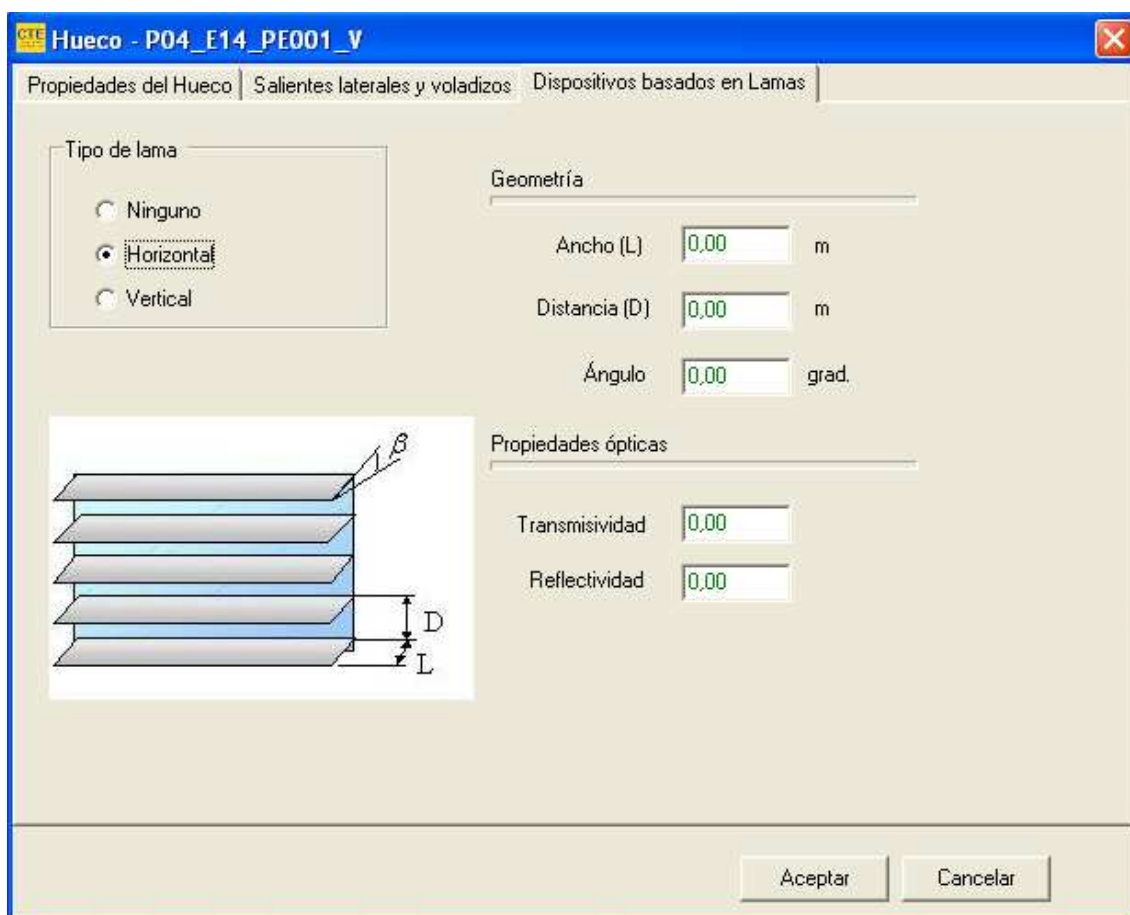 CTE
Hueco - P04_E14_PE001_V
Propiedades del Hueco
Salientes laterales y voladizos
Dispositivos basados en Lamas
Tipo de lama
Ninguno
Horizontal
Vertical
Geometría
Ancho (L) 0,00 m
Distancia (D) 0,00 m
Ángulo 0,00 grad.
β
D
L
Propiedades ópticas
Transmisividad 0,00
Reflectividad 0,00
Aceptar
Cancelar